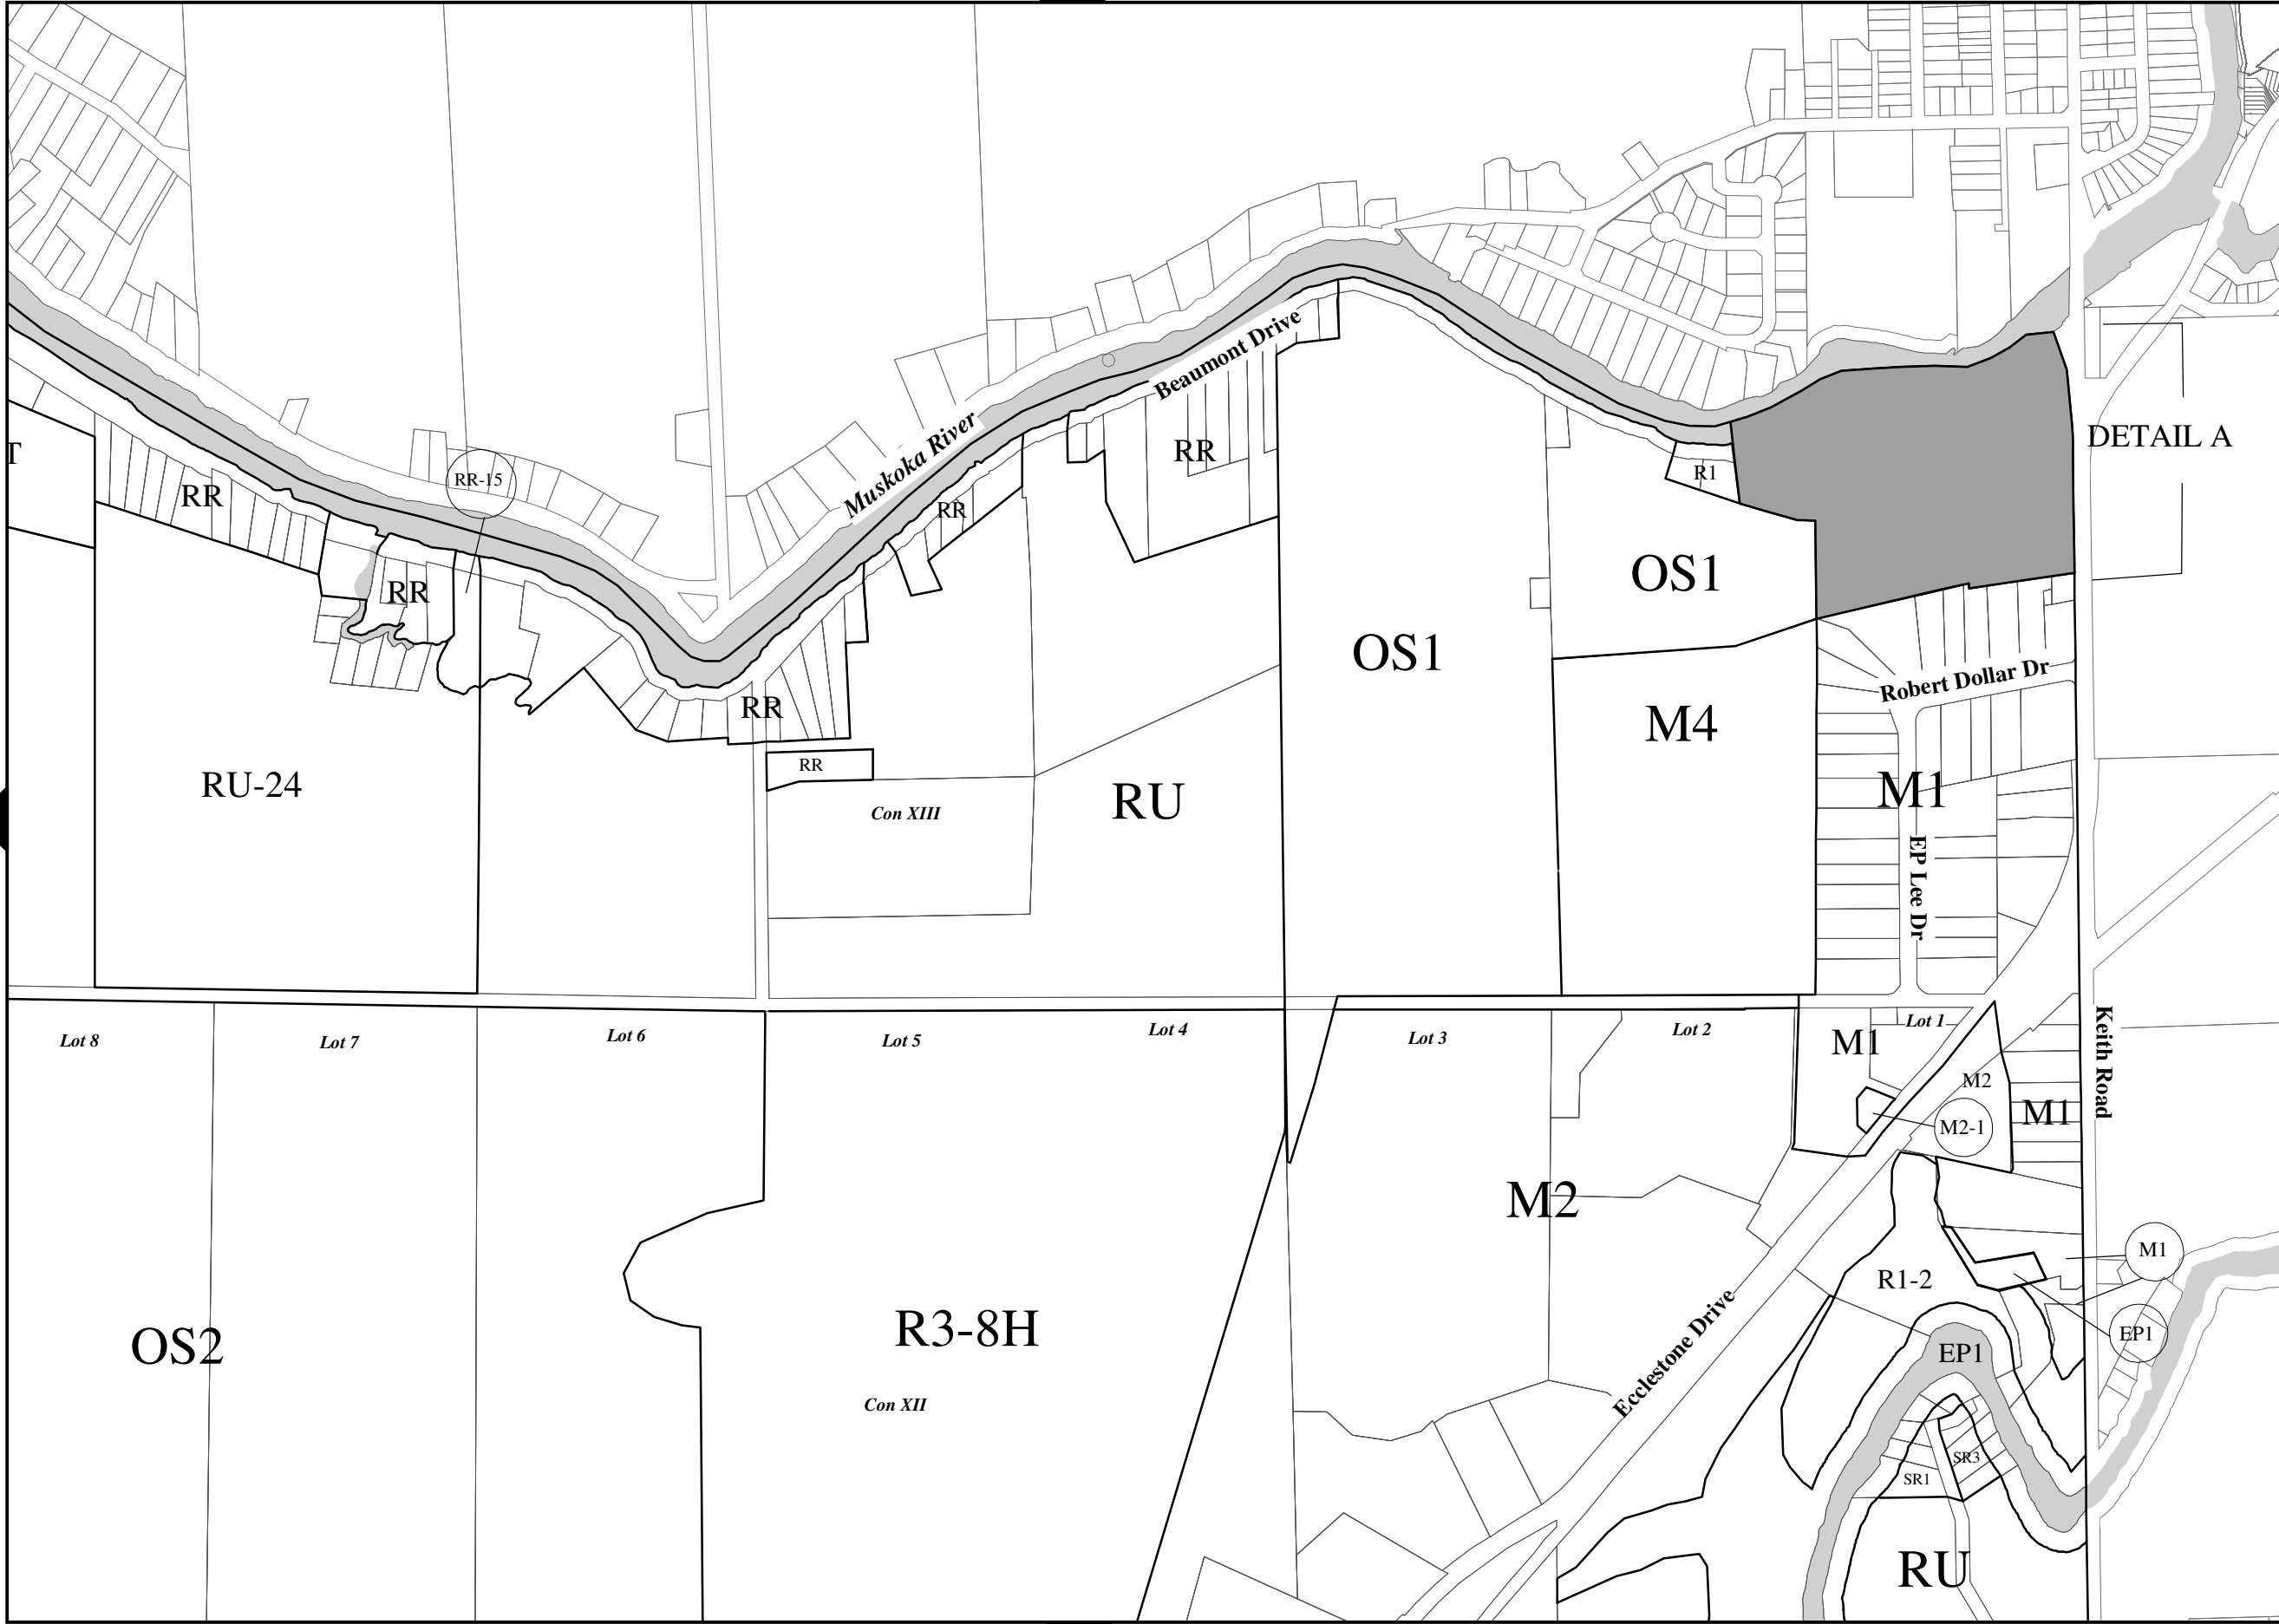 Beaumont Drive
Muskoka River
DETAIL A
T
RR
RR-15
RR
R1
RR
RR
RR
OS1
OS1
RR
Robert Dollar Dr
M4
RR
RU-24
Con XIII
RU
M1
EP Lee Dr
Lot 8
Lot 7
Lot 6
Lot 5
Lot 4
Lot 3
Lot 2
Lot 1
M1
Keith Road
M2
M2-1
M1
M2
M1
R1-2
OS2
R3-8H
EP1
EP1
Ecclestone Drive
Con XII
SR3
SR1
RU